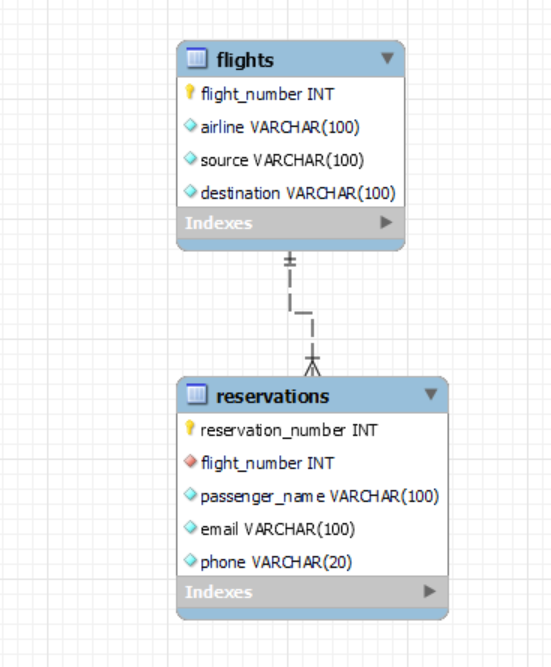 flights
flight_number INT
airline VARCHAR(100)
source VARCHAR(100)
destination VARCHAR(100)
Indexes
reservations
reservation_number INT
flight_number INT
passenger_name VARCHAR(100)
email VARCHAR(100)
phone VARCHAR(20)
Indexes